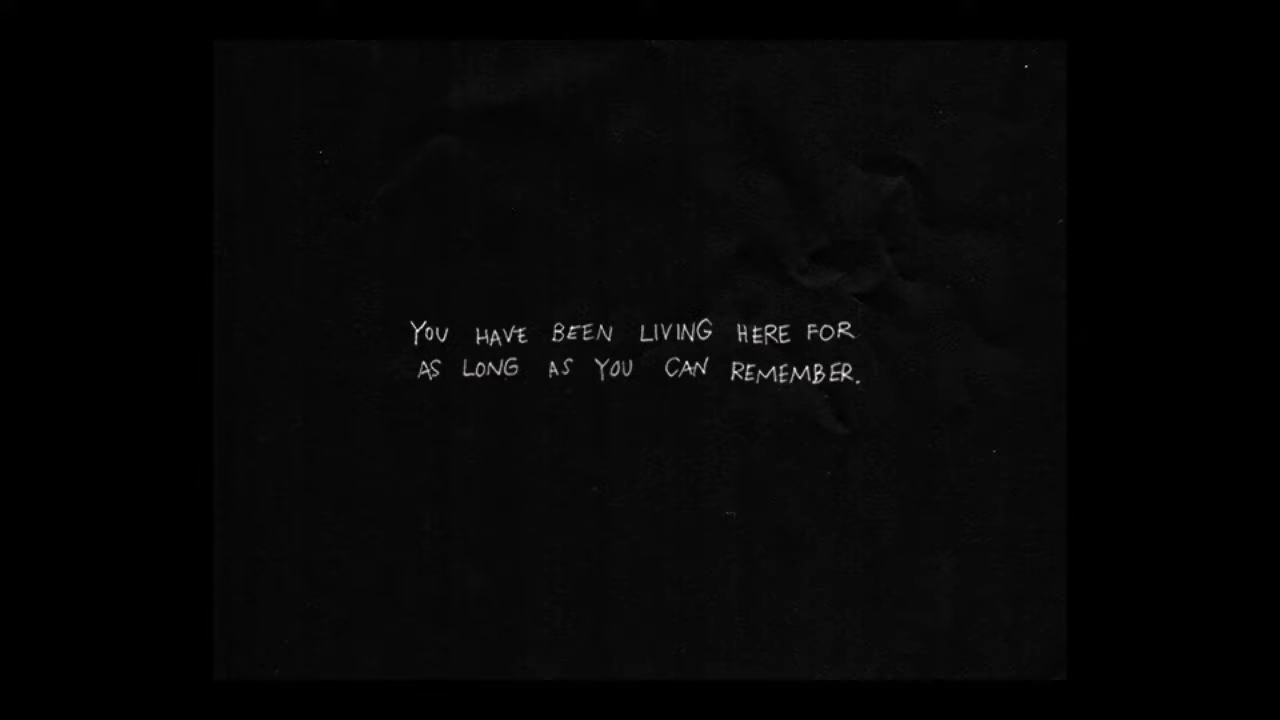 YOU HAVE BEEN LIVING HERE FOR
AS LONG AS YOU CAN REMEMBER.